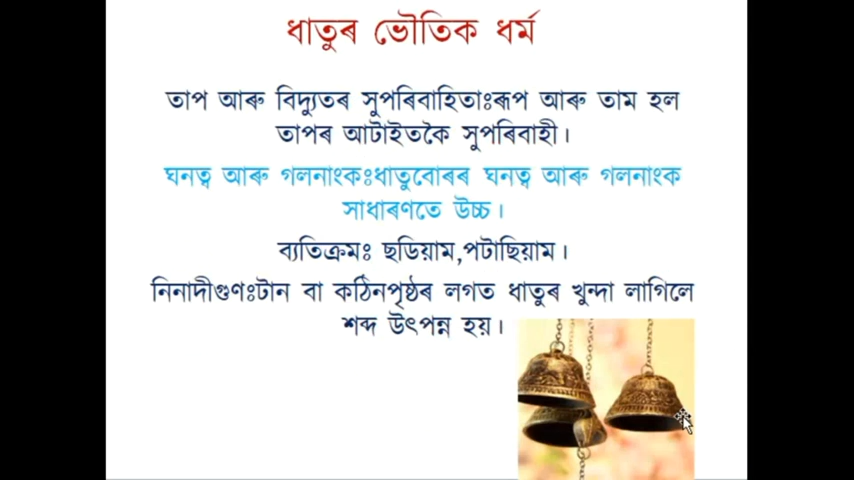 ধাতুৰ ভৌতিক ধৰ্ম
তাপ আৰু বিদ্যুতৰ সুপৰিবাহিতাঃৰূপ আৰু তাম হল
তাপৰ আটাইতকৈ সুপৰিবাহী।
ঘনত্ব আৰু গলনাংকঃধাতুবোৰৰ ঘনত্ব আৰু গলনাংক
সাধাৰণতে উচ্চ।
ব্যতিক্ৰমঃ ছডিয়াম,পটাছিয়াম।
নিনাদীগুণঃটান বা কঠিনপৃষ্ঠৰ লগত ধাতুৰ খুন্দা লাগিলে
শব্দ উৎপন্ন হয়।